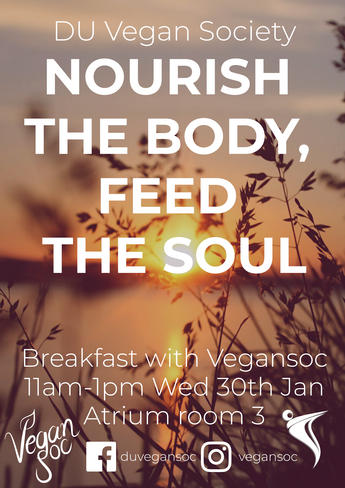 DU Vegan Society
NOURISH
THE BODY,
FEED
THE SOUL
Breakfast with Vegansoc
11am-1pm Wed 30th Jan
Atrium room 3
Vegan
Soc
duvegansoc
vegansoc